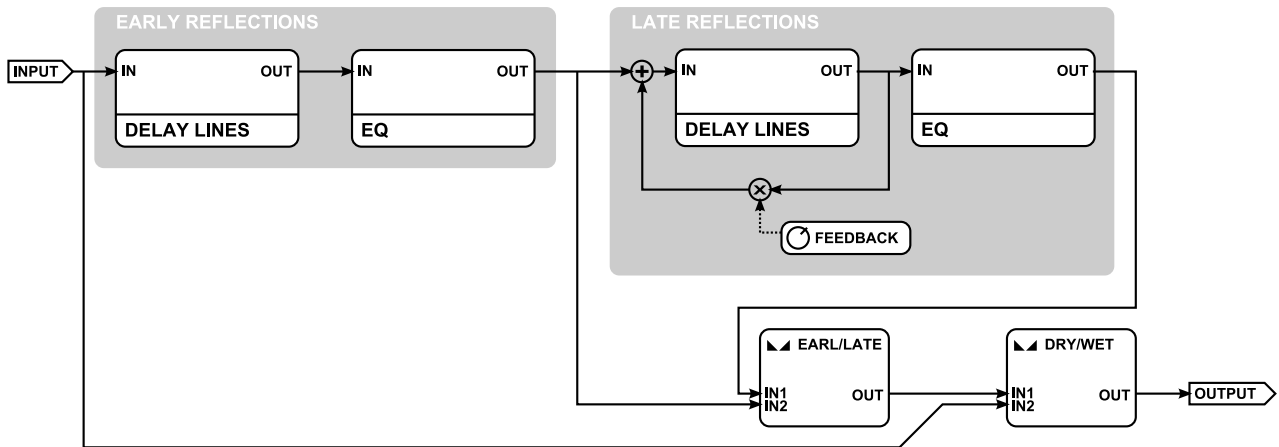 EARLY REFLECTIONS
LATE REFLECTIONS
INPUT
IN OUT
DELAY LINES
IN OUT
EQ
+
IN OUT
DELAY LINES
IN OUT
EQ
×
FEEDBACK
EARL/LATE
IN1
IN2
OUT
DRY/WET
IN1
IN2
OUT
OUTPUT